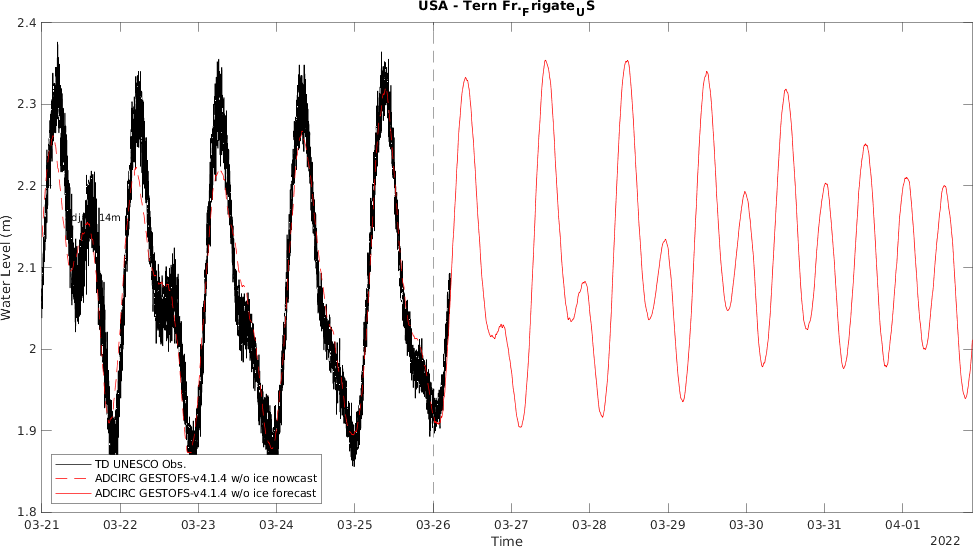 USA - Tern Fr.FrigateUS
2.4
2.3
2.2
2.1
2
1.9
1.8
Water Level (m)
dj 14m
TD UNESCO Obs.
ADCIRC GESTOFS-v4.1.4 w/o ice nowcast
ADCIRC GESTOFS-v4.1.4 w/o ice forecast
03-21 03-22 03-23 03-24 03-25 03-26 03-27 03-28 03-29 03-30 03-31 04-01
Time
2022